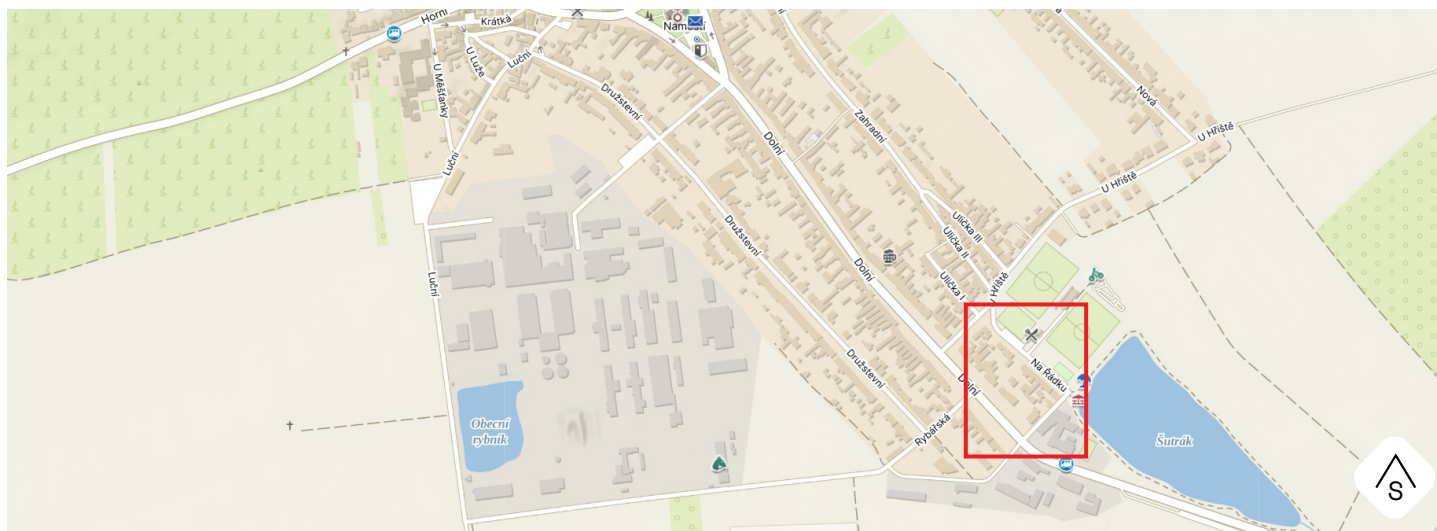 Horní
Krátká
Náměstí
U Luže
Luční
U Měšťanky
Družstevní
Luční
Dolní
Zahradní
Nová
U Hřiště
U Hřiště
Družstevní
Ulička III
Ulička II
Dolní
Ulička I
U Hřiště
Luční
Družstevní
Dolní
Na Řádku
Rybářská
Obecní
rybník
Šutrák
S